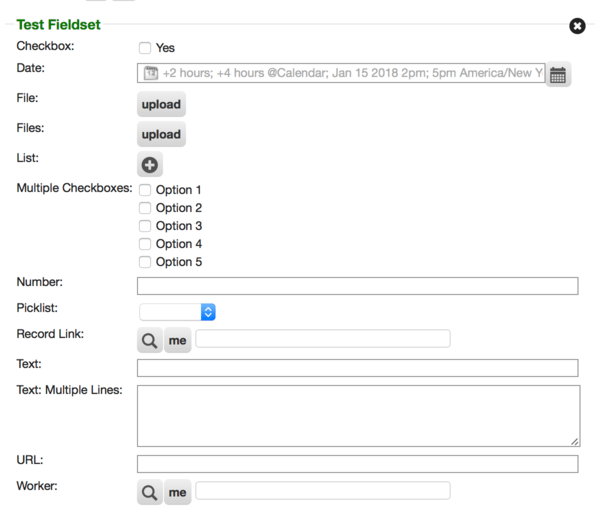 Test Fieldset
Checkbox: Yes
Date: +2 hours; +4 hours @Calendar; Jan 15 2018 2pm; 5pm America/New Y
File: upload
Files: upload
List:
Multiple Checkboxes: Option 1
Option 2
Option 3
Option 4
Option 5
Number:
Picklist:
Record Link: me
Text:
Text: Multiple Lines:
URL:
Worker: me